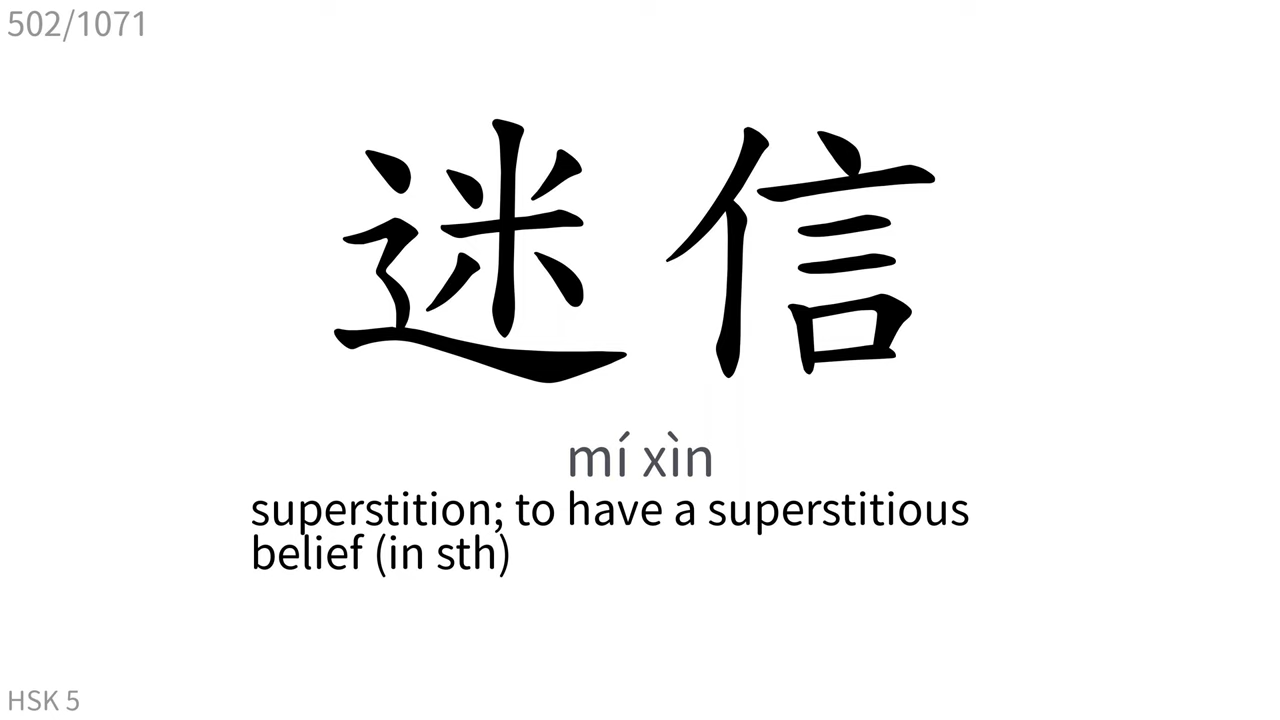 502/1071
迷信
mí xìn
superstition; to have a superstitious
belief (in sth)
HSK 5